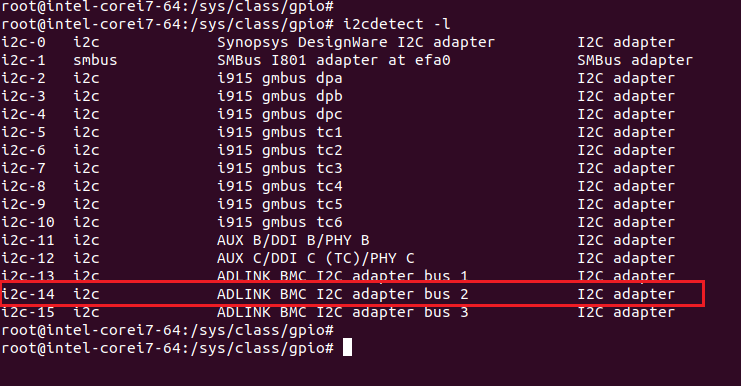 root@intel-corei7-64:/sys/class/gpio#
root@intel-corei7-64:/sys/class/gpio# i2cdetect -l
i2c-0 i2c Synopsys DesignWare I2C adapter I2C adapter
i2c-1 smbus SMBus I801 adapter at efa0 SMBus adapter
i2c-2 i2c i915 gmbus dpa I2C adapter
i2c-3 i2c i915 gmbus dpb I2C adapter
i2c-4 i2c i915 gmbus dpc I2C adapter
i2c-5 i2c i915 gmbus tc1 I2C adapter
i2c-6 i2c i915 gmbus tc2 I2C adapter
i2c-7 i2c i915 gmbus tc3 I2C adapter
i2c-8 i2c i915 gmbus tc4 I2C adapter
i2c-9 i2c i915 gmbus tc5 I2C adapter
i2c-10 i2c i915 gmbus tc6 I2C adapter
i2c-11 i2c AUX B/DDI B/PHY B I2C adapter
i2c-12 i2c AUX C/DDI C (TC)/PHY C I2C adapter
i2c-13 i2c ADLINK BMC I2C adapter bus 1 I2C adapter
i2c-14 i2c ADLINK BMC I2C adapter bus 2 I2C adapter
i2c-15 i2c ADLINK BMC I2C adapter bus 3 I2C adapter
root@intel-corei7-64:/sys/class/gpio#
root@intel-corei7-64:/sys/class/gpio#